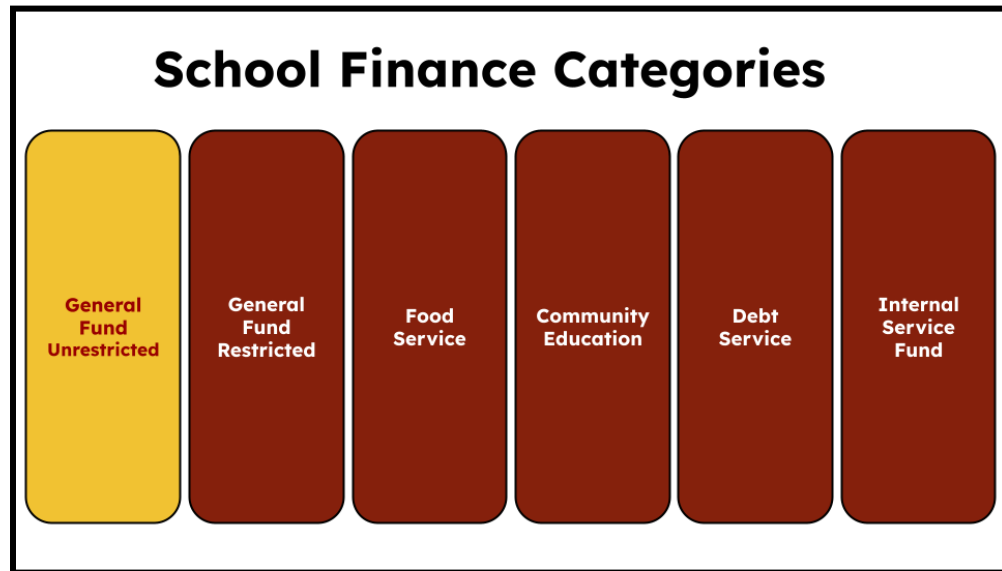 School Finance Categories
General
Fund
Unrestricted
General
Fund
Restricted
Food
Service
Community
Education
Debt
Service
Internal
Service
Fund